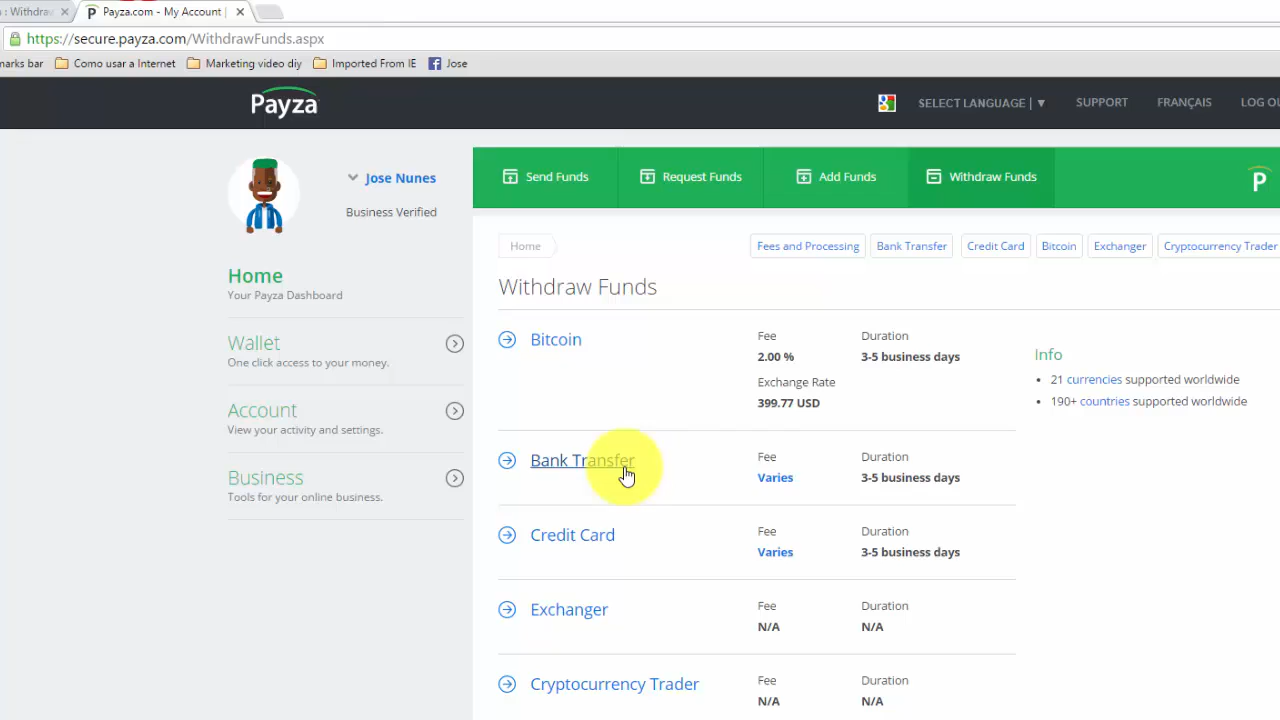 : Withdraw
Payza.com - My Account
https://secure.payza.com/WithdrawFunds.aspx
marks bar Como usar a Internet Marketing video diy Imported From IE Jose
Payza
SELECT LANGUAGE | ▼ SUPPORT FRANÇAIS LOG OU
Jose Nunes
Business Verified
Send Funds Request Funds Add Funds Withdraw Funds
P
Home
Fees and Processing Bank Transfer Credit Card Bitcoin Exchanger Cryptocurrency Trader
Home
Your Payza Dashboard
Wallet
One click access to your money.
Account
View your activity and settings.
Business
Tools for your online business.
Withdraw Funds
Bitcoin
Fee
2.00 %
Exchange Rate
399.77 USD
Duration
3-5 business days
Bank Transfer
Fee
Varies
Duration
3-5 business days
Credit Card
Fee
Varies
Duration
3-5 business days
Exchanger
Fee
N/A
Duration
N/A
Cryptocurrency Trader
Fee
N/A
Duration
N/A
Info
• 21 currencies supported worldwide
• 190+ countries supported worldwide